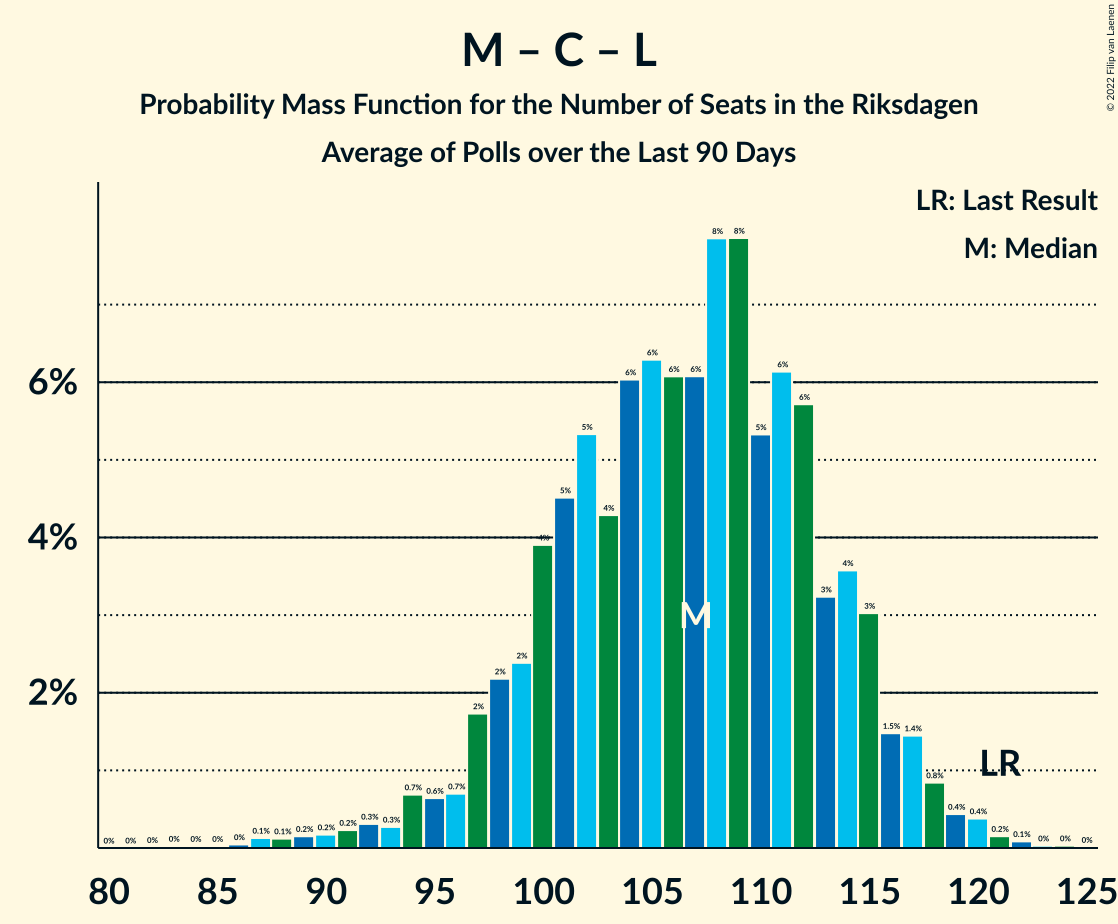 M – C – L
Probability Mass Function for the Number of Seats in the Riksdagen
Average of Polls over the Last 90 Days
© 2022 Filip van Laenen
LR: Last Result
M: Median
8% 8%
6% 6% 6% 6% 6% 6%
6%
5% 5% 5%
4% 4% 4%
4%
M
3% 3%
2% 2% 2%
2%
1.5% 1.4%
LR
0% 0% 0% 0% 0% 0% 0% 0.1% 0.1% 0.2% 0.2% 0.2% 0.3% 0.3% 0.7% 0.6% 0.7% 0.8% 0.4% 0.4% 0.2% 0.1% 0% 0% 0%
80 85 90 95 100 105 110 115 120 125